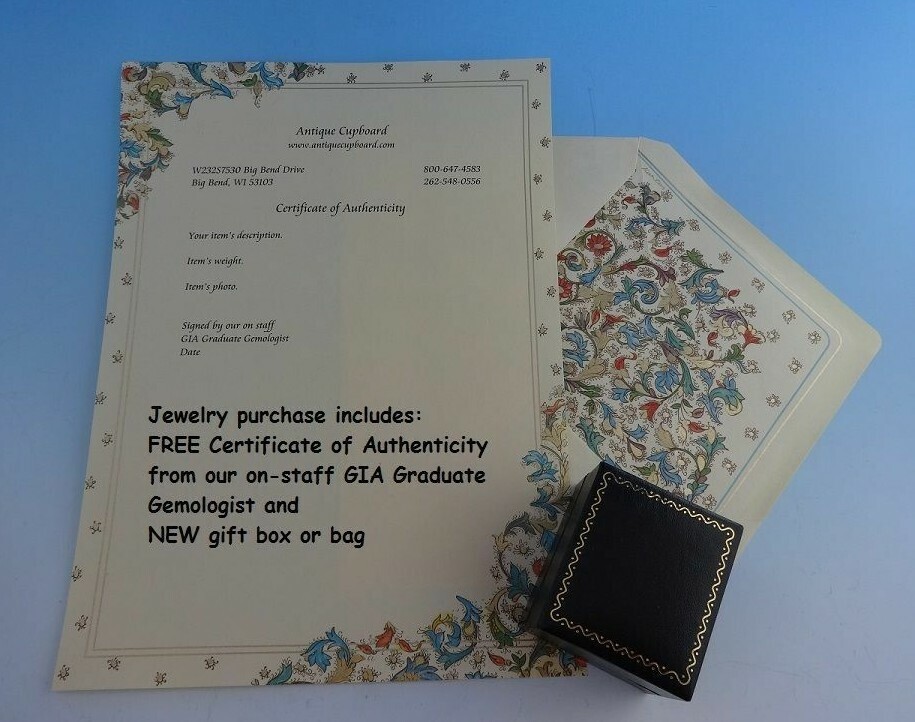 Antique Cupboard
www.antiquecupboard.com
W232S7530 Big Bend Drive 800-647-4583
Big Bend, WI 53103 262-548-0556
Certificate of Authenticity
Your item's description.
Item's weight.
Item's photo.
Signed by our on staff
GIA Graduate Gemologist
Date
Jewelry purchase includes:
FREE Certificate of Authenticity
from our on-staff GIA Graduate
Gemologist and
NEW gift box or bag